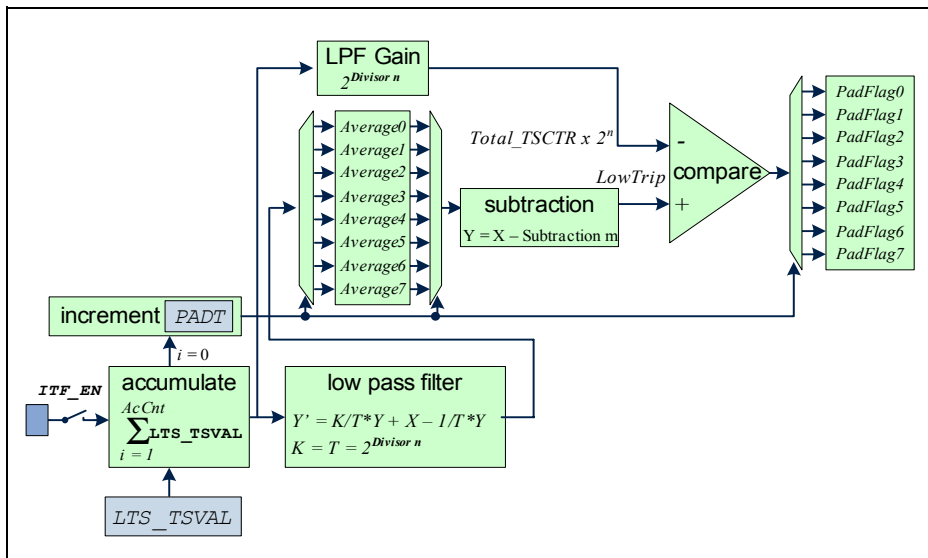 LPF Gain
2^Divisor n
Average0
Average1
Average2
Average3
Average4
Average5
Average6
Average7
Total_TSCTR x 2^n
LowTrip
-
compare
+
subtraction
Y = X – Subtraction m
PadFlag0
PadFlag1
PadFlag2
PadFlag3
PadFlag4
PadFlag5
PadFlag6
PadFlag7
increment PADT
i = 0
ITF_EN
accumulate
AcCnt
∑LTS_TSVAL
i = 1
low pass filter
Y' = K/T*Y + X – 1/T*Y
K = T = 2^Divisor n
LTS_TSVAL